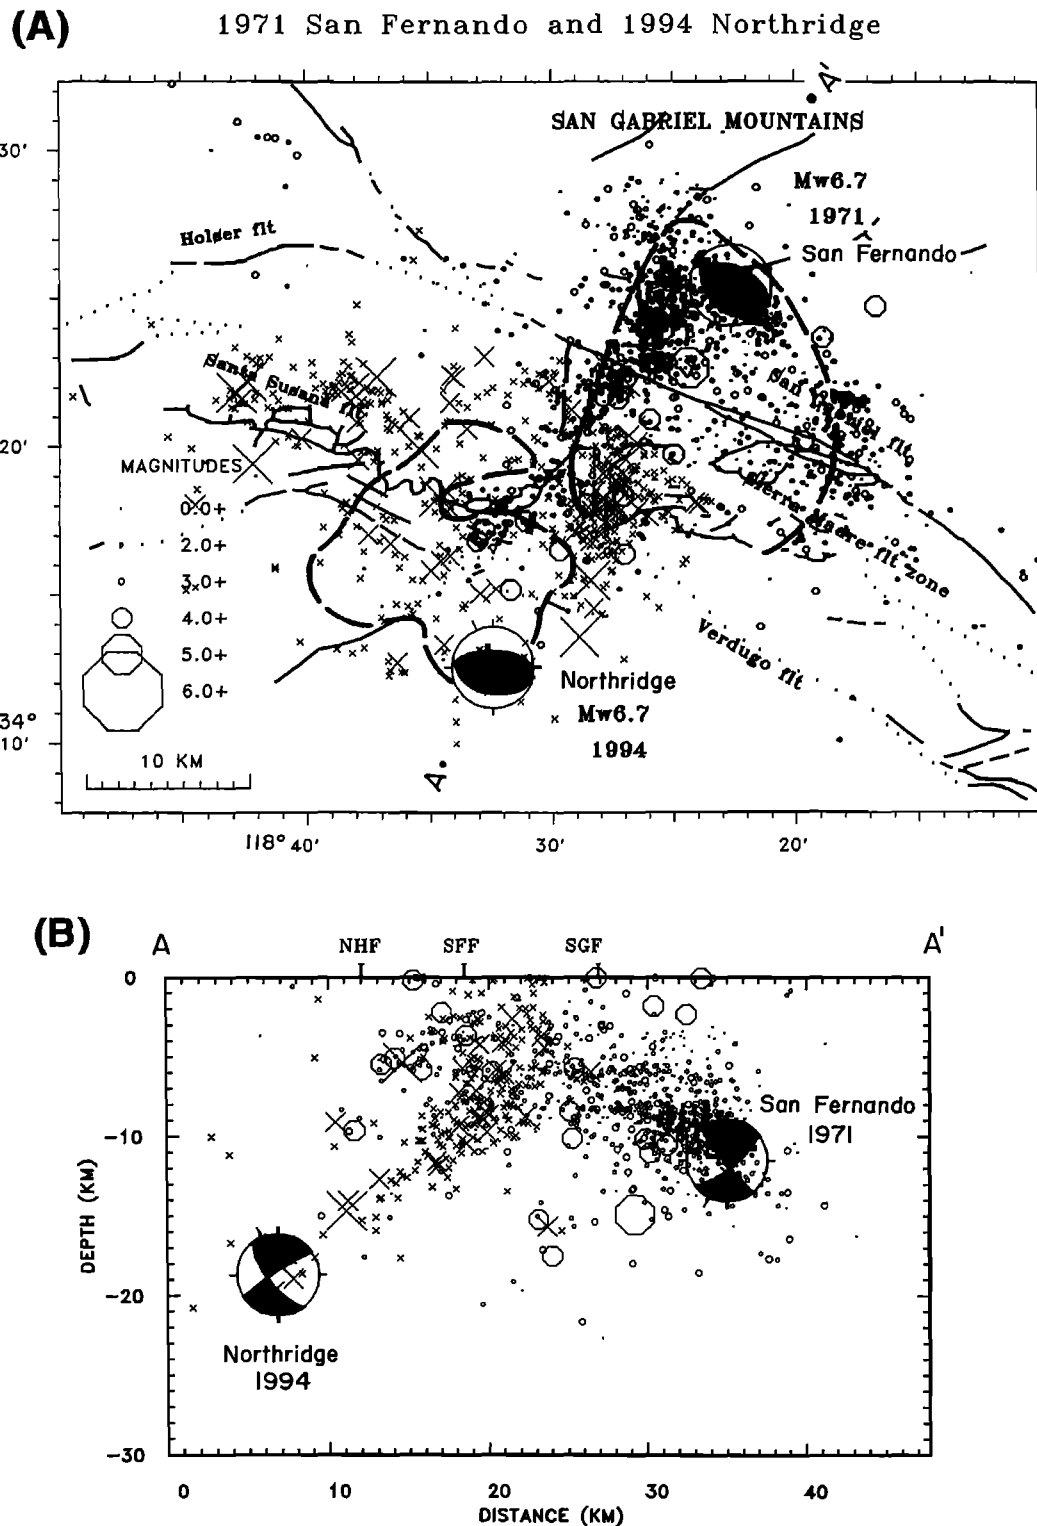 (A) 1971 San Fernando and 1994 Northridge
A'
SAN GABRIEL MOUNTAINS
30'
Mw6.7
1971
Holser flt
San Fernando
Santa Susana flt
San Gabriel flt
20'
MAGNITUDES
0.0+
Sierra Madre flt zone
2.0+
3.0+
4.0+
Verdugo flt
5.0+
6.0+
Northridge
Mw6.7
1994
34°
10'
10 KM
A
118° 40'
30'
20'
(B)
A NHF SFF SGF A'
0
San Fernando
1971
-10
DEPTH (KM)
-20
Northridge
1994
-30
0 10 20 30 40
DISTANCE (KM)